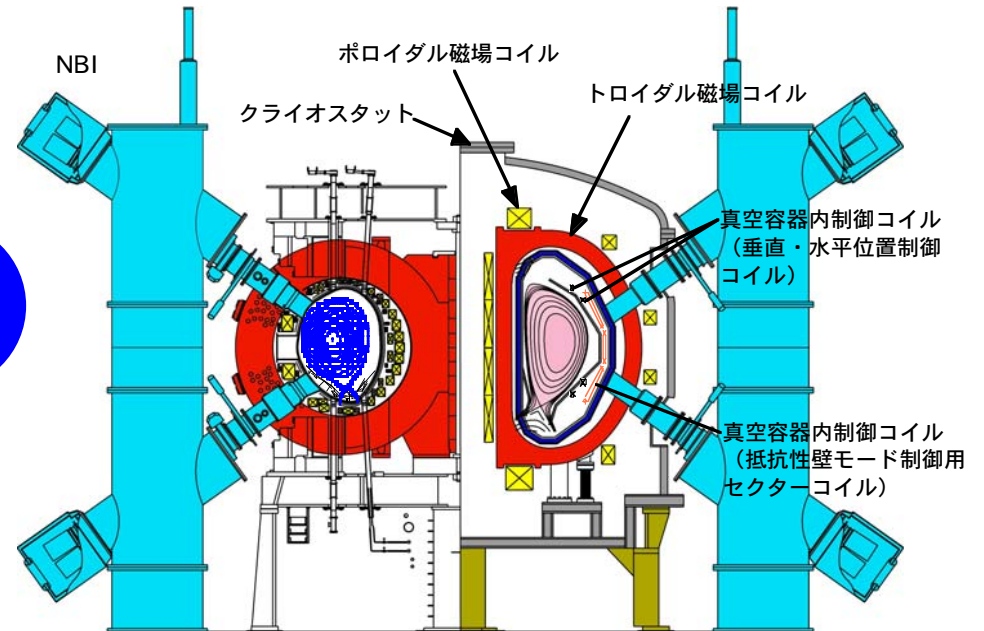 NBI
ポロイダル磁場コイル
トロイダル磁場コイル
クライオスタット
真空容器内制御コイル
（垂直・水平位置制御
コイル）
真空容器内制御コイル
（抵抗性壁モード制御用
セクターコイル）